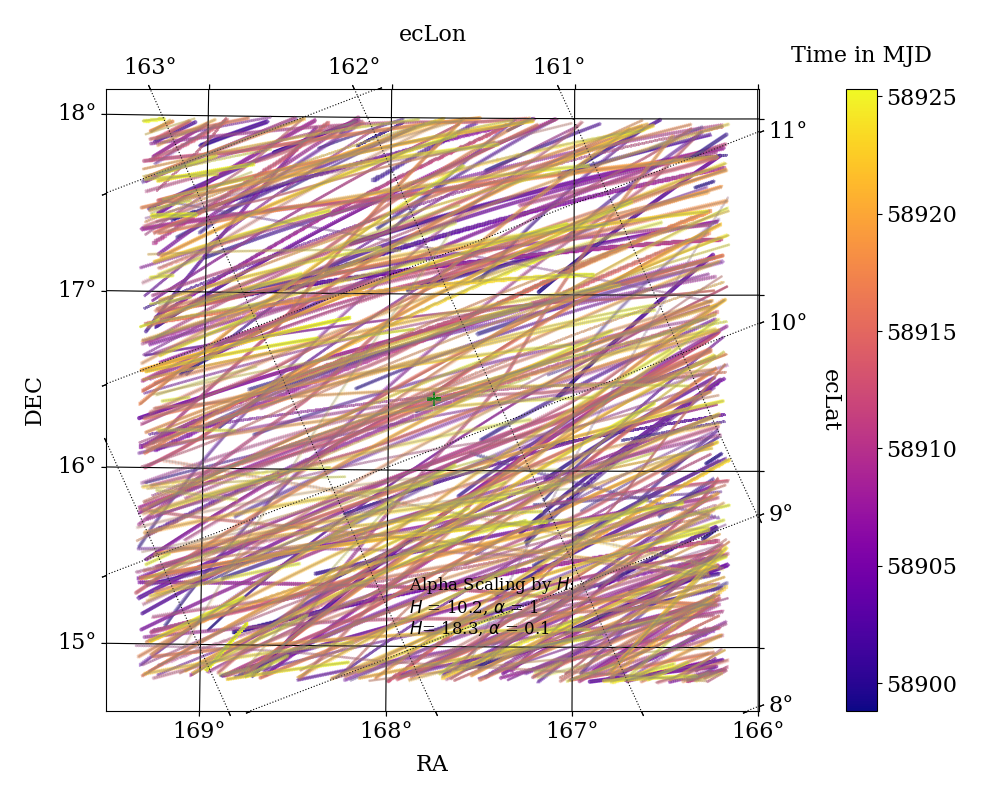 ecLon
Time in MJD
163°
162°
161°
18°
17°
16°
15°
DEC
11°
10°
9°
8°
ecLat
58925
58920
58915
58910
58905
58900
Alpha Scaling by H:
H = 10.2, α = 1
H= 18.3, α = 0.1
169°
168°
167°
166°
RA